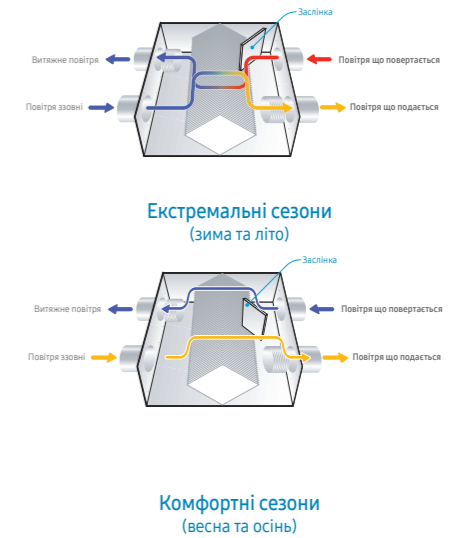 Заслінка
Витяжне повітря
Повітря що повертається
Повітря ззовні
Повітря що подається
Екстремальні сезони
(зима та літо)
Заслінка
Витяжне повітря
Повітря що повертається
Повітря ззовні
Повітря що подається
Комфортні сезони
(весна та осінь)